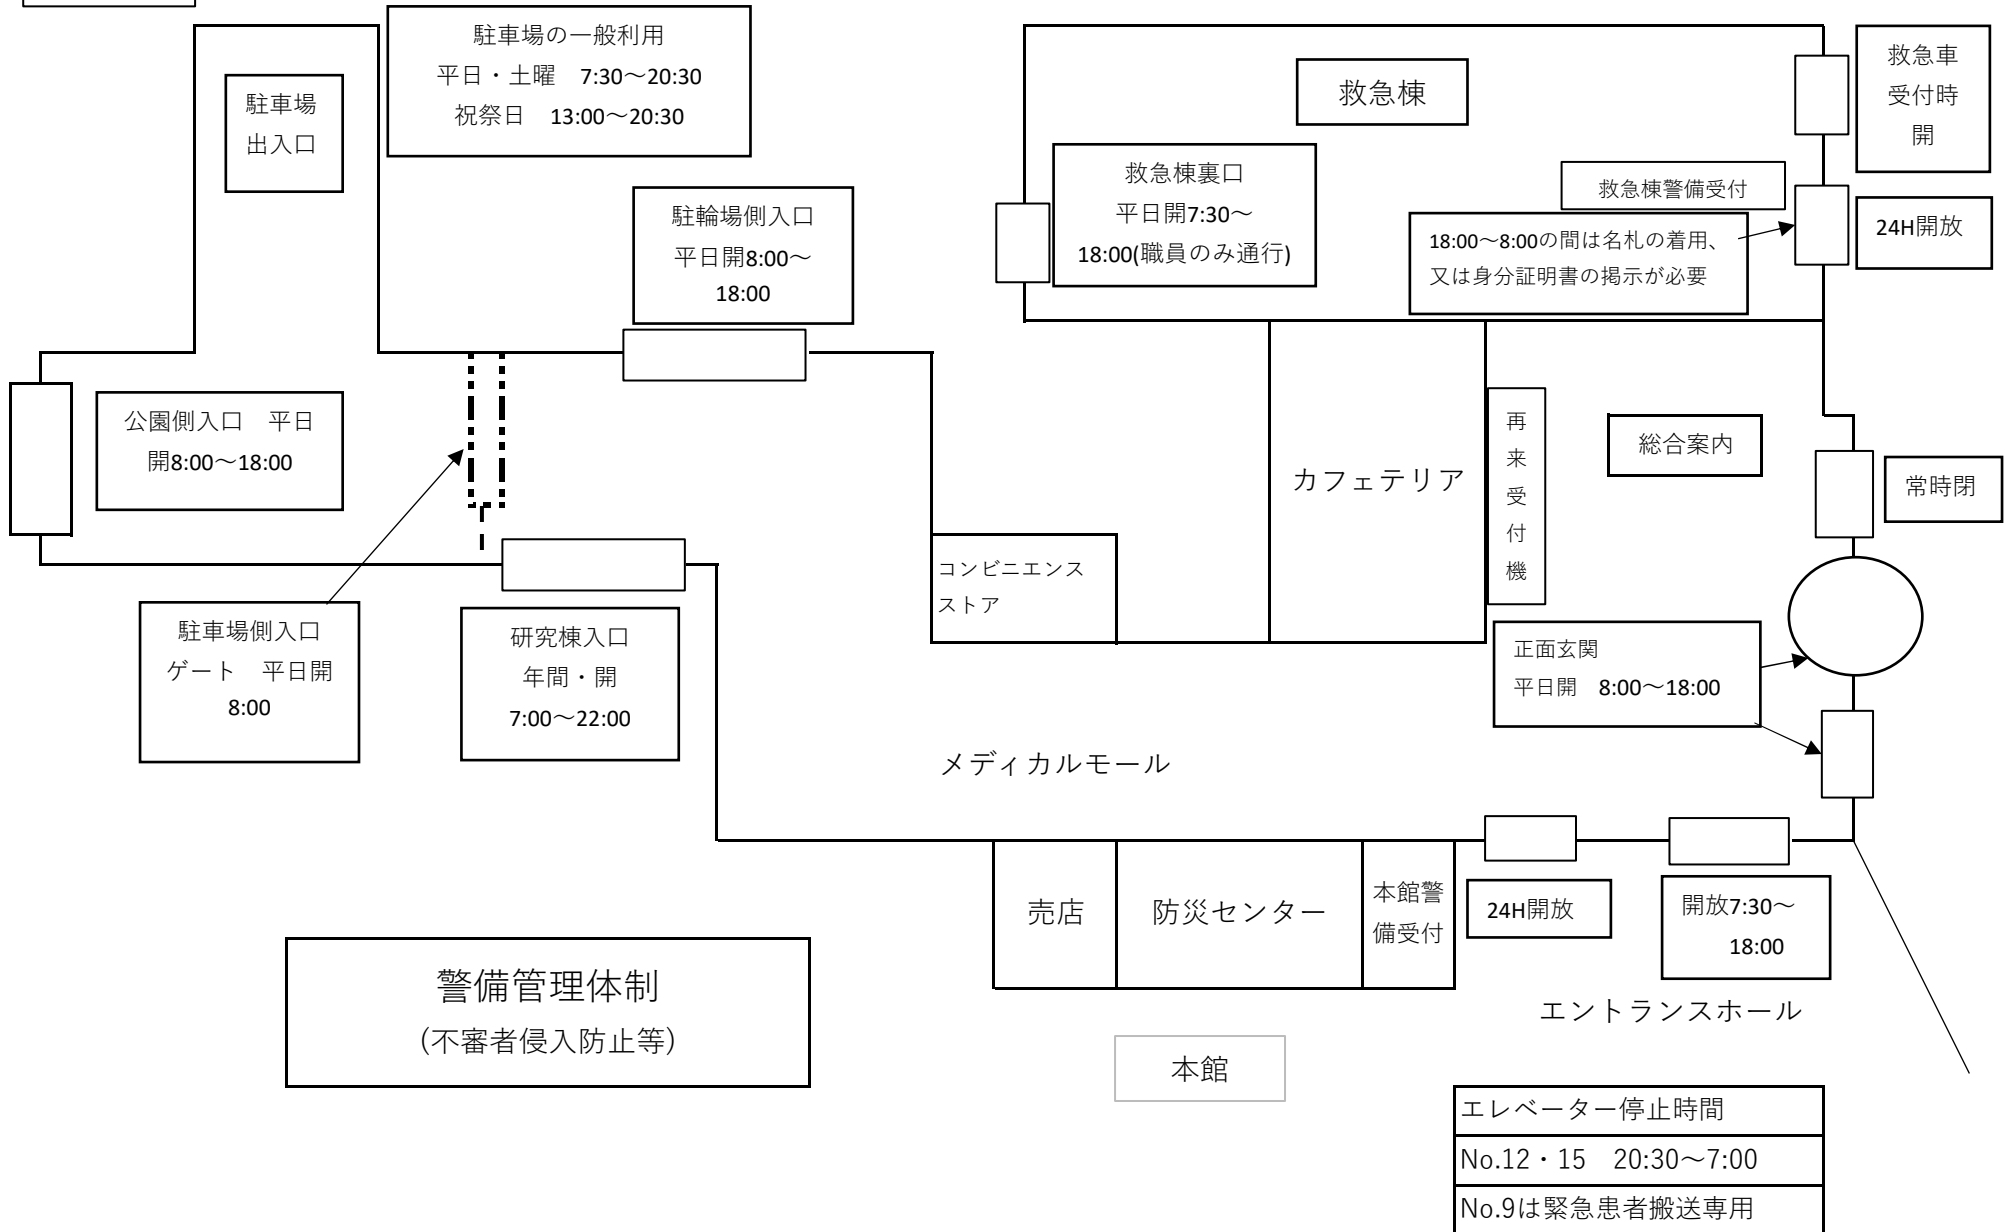 駐車場の一般利用
平日・土曜　7:30～20:30
祝祭日　13:00～20:30
駐車場
出入口
救急棟
救急車
受付時
開
救急棟裏口
平日開7:30～
18:00(職員のみ通行)
救急棟警備受付
18:00～8:00の間は名札の着用、
又は身分証明書の掲示が必要
24H開放
駐輪場側入口
平日開8:00～
18:00
公園側入口　平日
開8:00～18:00
カフェテリア
再来受付機
総合案内
常時閉
コンビニエンス
ストア
駐車場側入口
ゲート　平日開
8:00
研究棟入口
年間・開
7:00～22:00
正面玄関
平日開　8:00～18:00
メディカルモール
売店
防災センター
本館警
備受付
24H開放
開放7:30～
18:00
エントランスホール
警備管理体制
(不審者侵入防止等)
本館
エレベーター停止時間
No.12・15　20:30～7:00
No.9は緊急患者搬送専用